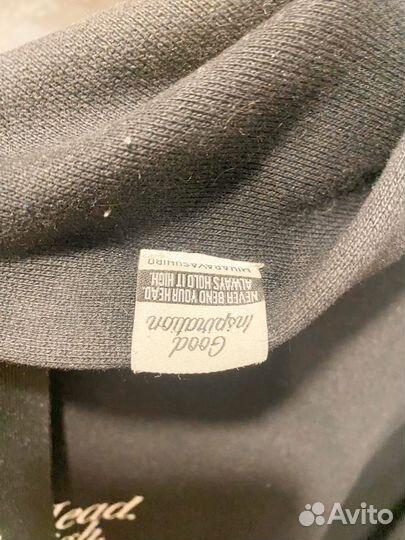 Good
Inspiration
NEVER BEND YOUR HEAD.
ALWAYS HOLD IT HIGH.
MIHARAYASUHIRO
Head.
Avito